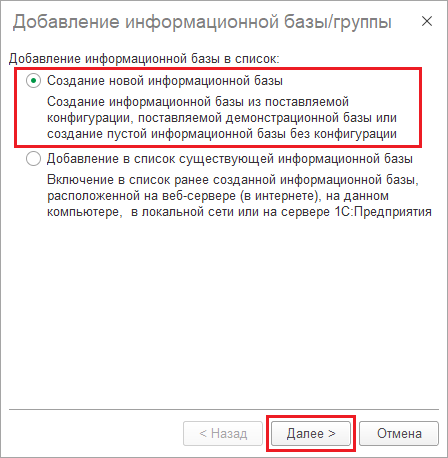 Добавление информационной базы/группы
Добавление информационной базы в список:
Создание новой информационной базы
Создание информационной базы из поставляемой
конфигурации, поставляемой демонстрационной базы или
создание пустой информационной базы без конфигурации
Добавление в список существующей информационной базы
Включение в список ранее созданной информационной базы,
расположенной на веб-сервере (в интернете), на данном
компьютере, в локальной сети или на сервере 1С:Предприятия
< Назад Далее > Отмена